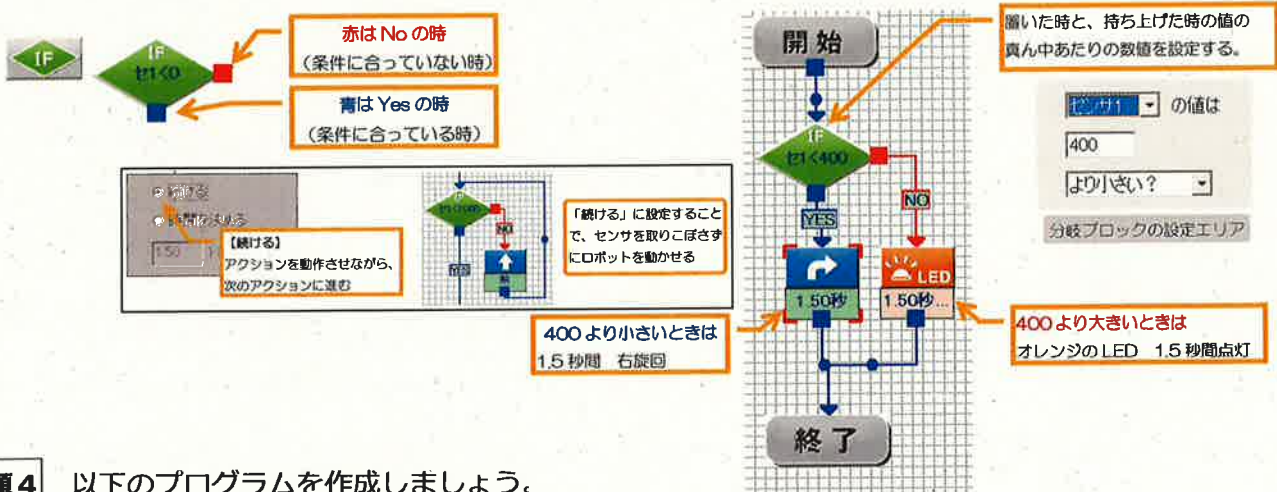 IF
IF
セ1<0
赤は No の時
(条件に合っていない時)
青は Yes の時
(条件に合っている時)
続ける
1.50
【続ける】
アクションを動作させながら、
次のアクションに進む
IF
NO
YES
「続ける」に設定すること
で、センサを取りこぼさず
にロボットを動かせる
開始
IF
セ1<400
YES
NO
1.50秒
LED
1.50秒...
終了
置いた時と、持ち上げた時の値の
真ん中あたりの数値を設定する。
センサ1 の値は
400
より小さい?
分岐ブロックの設定エリア
400 より小さいときは
1.5 秒間 右旋回
400 より大きいときは
オレンジの LED 1.5 秒間点灯
題4 以下のプログラムを作成しましょう。